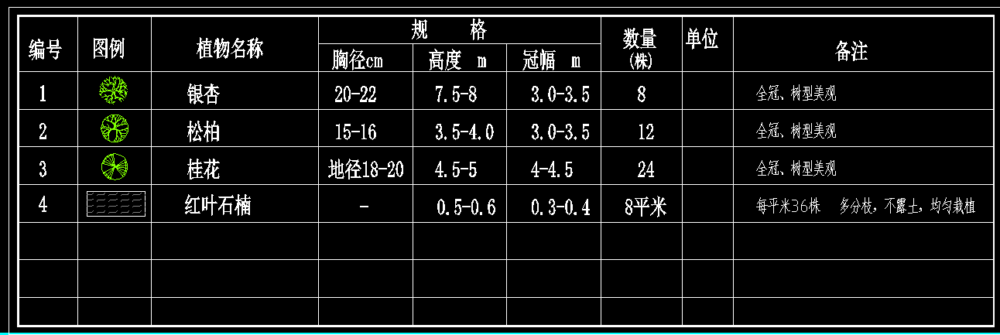 编号 图例 植物名称 规 格 数量(株) 单位 备注
胸径cm 高度 m 冠幅 m
1 银杏 20-22 7.5-8 3.0-3.5 8 全冠、树型美观
2 松柏 15-16 3.5-4.0 3.0-3.5 12 全冠、树型美观
3 桂花 地径18-20 4.5-5 4-4.5 24 全冠、树型美观
4 红叶石楠 - 0.5-0.6 0.3-0.4 8平米 每平米36株 多分枝,不露土,均匀栽植